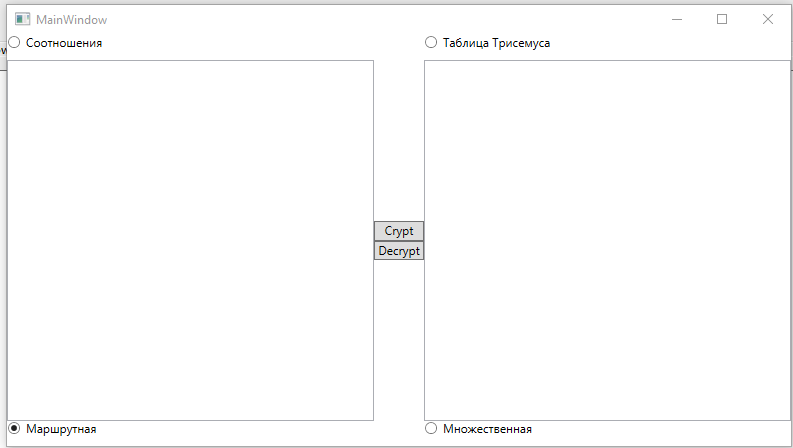 MainWindow
Соотношения
Таблица Трисемуса
Crypt
Decrypt
Маршрутная
Множественная